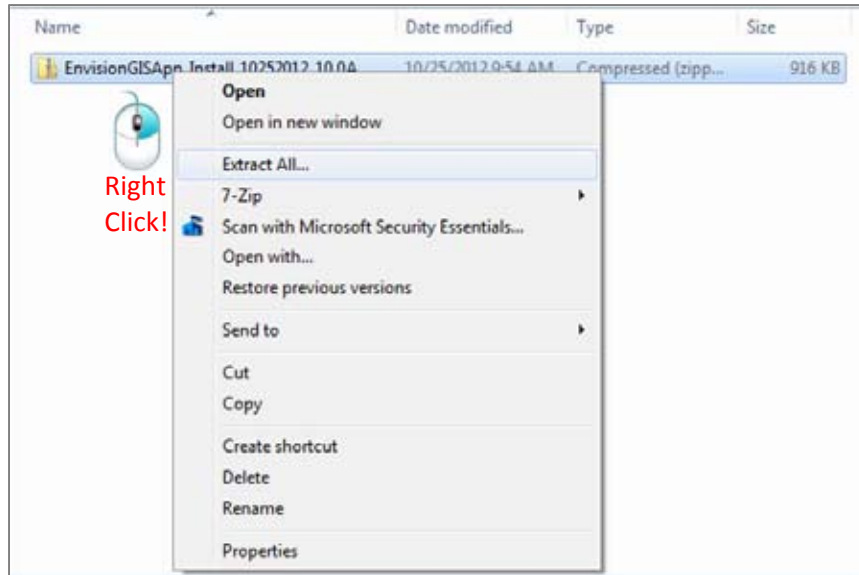 Name Date modified Type Size
EnvisionGISApp_Install_10252012_10.0A 10/25/2012 9:54 AM Compressed (zipp... 916 KB
Open
Open in new window
Extract All...
Right
Click!
7-Zip
Scan with Microsoft Security Essentials...
Open with...
Restore previous versions
Send to
Cut
Copy
Create shortcut
Delete
Rename
Properties